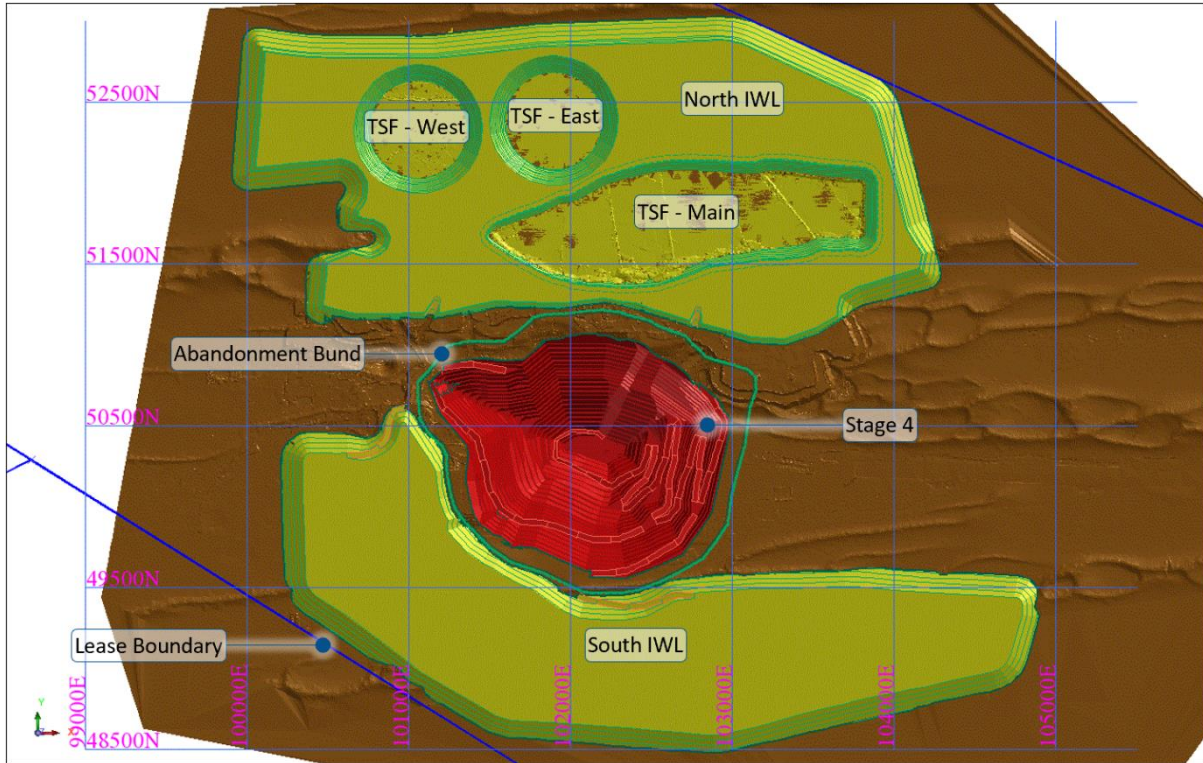 52500N
TSF - West
TSF - East
North IWL
TSF - Main
51500N
Abandonment Bund
50500N
Stage 4
49500N
Lease Boundary
South IWL
99000E
100000E
101000E
102000E
103000E
104000E
105000E
48500N
Y
X